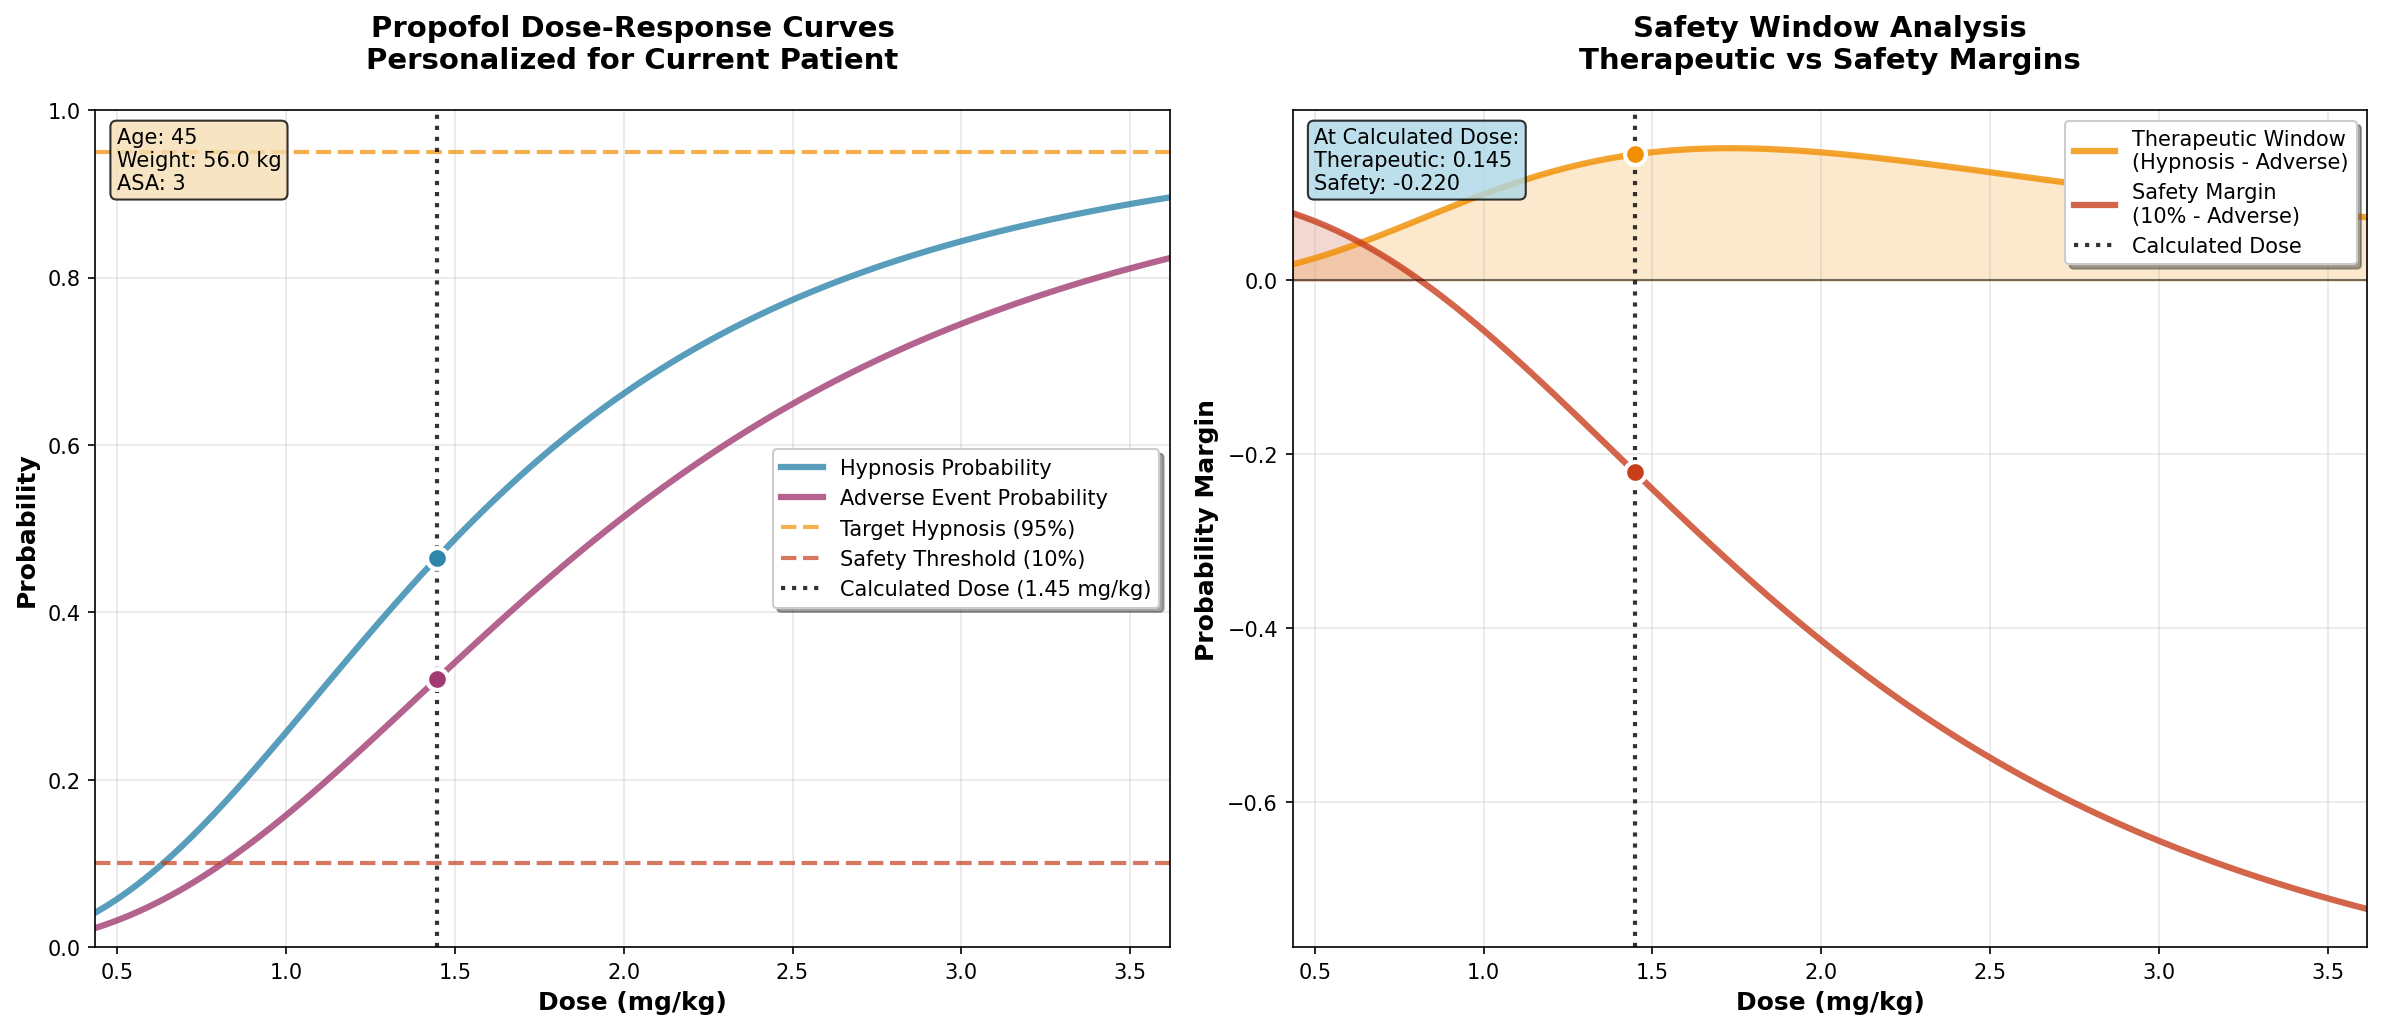 Propofol Dose-Response Curves
Personalized for Current Patient
Age: 45
Weight: 56.0 kg
ASA: 3
Hypnosis Probability
Adverse Event Probability
Target Hypnosis (95%)
Safety Threshold (10%)
Calculated Dose (1.45 mg/kg)
Probability
1.0
0.8
0.6
0.4
0.2
0.0
0.5 1.0 1.5 2.0 2.5 3.0 3.5
Dose (mg/kg)
Safety Window Analysis
Therapeutic vs Safety Margins
At Calculated Dose:
Therapeutic: 0.145
Safety: -0.220
Therapeutic Window
(Hypnosis - Adverse)
Safety Margin
(10% - Adverse)
Calculated Dose
Probability Margin
0.0
−0.2
−0.4
−0.6
0.5 1.0 1.5 2.0 2.5 3.0 3.5
Dose (mg/kg)